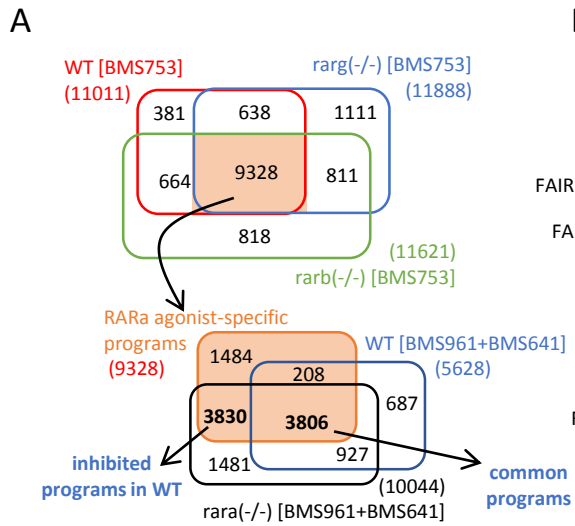 A
WT [BMS753]
(11011)
rarg(-/-) [BMS753]
(11888)
381
638
1111
664
9328
811
818
(11621)
rarb(-/-) [BMS753]
FAIR
FA
RARa agonist-specific
programs
(9328)
WT [BMS961+BMS641]
(5628)
1484
208
687
3830
3806
927
1481
inhibited
programs in WT
(10044)
rara(-/-) [BMS961+BMS641]
common
programs